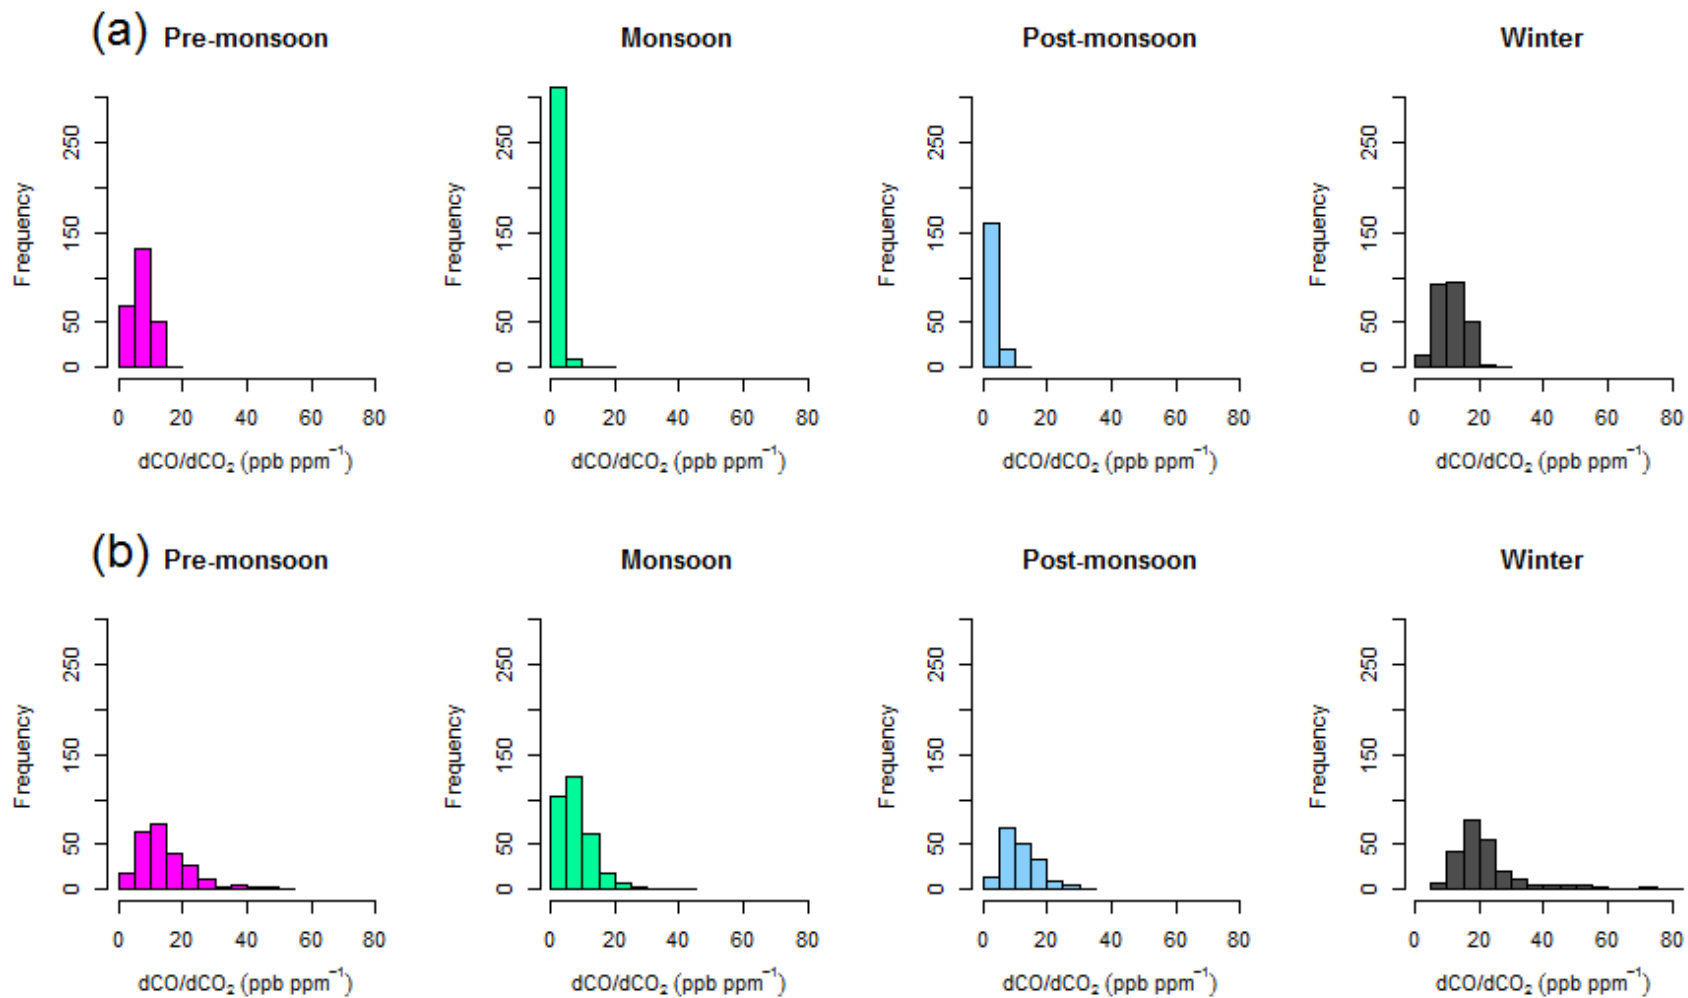 (a) Pre-monsoon Monsoon Post-monsoon Winter
Frequency Frequency Frequency Frequency
250 250 250 250
150 150 150 150
50 50 50 50
0 0 0 0
0 20 40 60 80 0 20 40 60 80 0 20 40 60 80 0 20 40 60 80
dCO/dCO₂ (ppb ppm⁻¹) dCO/dCO₂ (ppb ppm⁻¹) dCO/dCO₂ (ppb ppm⁻¹) dCO/dCO₂ (ppb ppm⁻¹)
(b) Pre-monsoon Monsoon Post-monsoon Winter
Frequency Frequency Frequency Frequency
250 250 250 250
150 150 150 150
50 50 50 50
0 0 0 0
0 20 40 60 80 0 20 40 60 80 0 20 40 60 80 0 20 40 60 80
dCO/dCO₂ (ppb ppm⁻¹) dCO/dCO₂ (ppb ppm⁻¹) dCO/dCO₂ (ppb ppm⁻¹) dCO/dCO₂ (ppb ppm⁻¹)